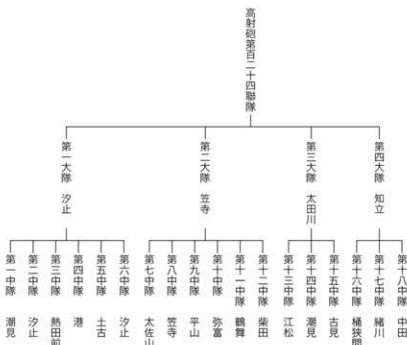 高射砲第百二十四聯隊
第一大隊 汐止
第二大隊 笠寺
第三大隊 太田川
第四大隊 知立
第一中隊 潮見
第二中隊 汐止
第三中隊 熱田前
第四中隊 港
第五中隊 土古
第六中隊 汐止
第七中隊 太佐山
第八中隊 笠寺
第九中隊 平山
第十中隊 弥富
第十一中隊 鶴舞
第十二中隊 柴田
第十三中隊 江松
第十四中隊 潮見
第十五中隊 古見
第十六中隊 桶狭間
第十七中隊 緒川
第十八中隊 中田